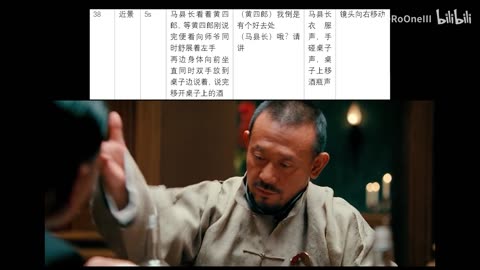 RoOneIII bilibili
38 近景 5s 马县长看着黄四郎、等黄四郎刚说完便看向师爷同时舒展着左手再边身体向前坐直同时双手放到桌子边说着，说完移开桌子上的酒 （黄四郎）我倒是有个好去处（马县长）哦？请讲 马县长衣服声，手碰桌子声，桌子上移酒瓶声 镜头向右移动